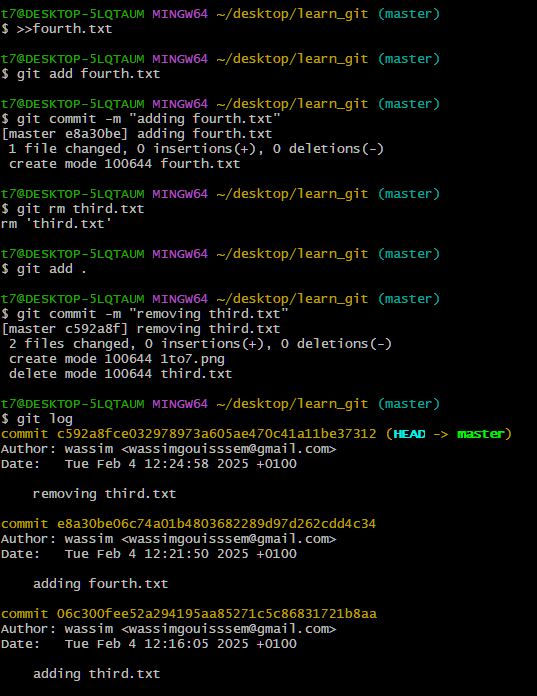 t7@DESKTOP-5LQTAUM MINGW64 ~/desktop/learn_git (master)
$ >>fourth.txt
t7@DESKTOP-5LQTAUM MINGW64 ~/desktop/learn_git (master)
$ git add fourth.txt
t7@DESKTOP-5LQTAUM MINGW64 ~/desktop/learn_git (master)
$ git commit -m "adding fourth.txt"
[master e8a30be] adding fourth.txt
 1 file changed, 0 insertions(+), 0 deletions(-)
 create mode 100644 fourth.txt
t7@DESKTOP-5LQTAUM MINGW64 ~/desktop/learn_git (master)
$ git rm third.txt
rm 'third.txt'
t7@DESKTOP-5LQTAUM MINGW64 ~/desktop/learn_git (master)
$ git add .
t7@DESKTOP-5LQTAUM MINGW64 ~/desktop/learn_git (master)
$ git commit -m "removing third.txt"
[master c592a8f] removing third.txt
 2 files changed, 0 insertions(+), 0 deletions(-)
 create mode 100644 1to7.png
 delete mode 100644 third.txt
t7@DESKTOP-5LQTAUM MINGW64 ~/desktop/learn_git (master)
$ git log
commit c592a8fce032978973a605ae470c41a11be37312 (HEAD -> master)
Author: wassim <wassimgouisssem@gmail.com>
Date:   Tue Feb 4 12:24:58 2025 +0100
    removing third.txt
commit e8a30be06c74a01b4803682289d97d262cdd4c34
Author: wassim <wassimgouisssem@gmail.com>
Date:   Tue Feb 4 12:21:50 2025 +0100
    adding fourth.txt
commit 06c300fee52a294195aa85271c5c86831721b8aa
Author: wassim <wassimgouisssem@gmail.com>
Date:   Tue Feb 4 12:16:05 2025 +0100
    adding third.txt